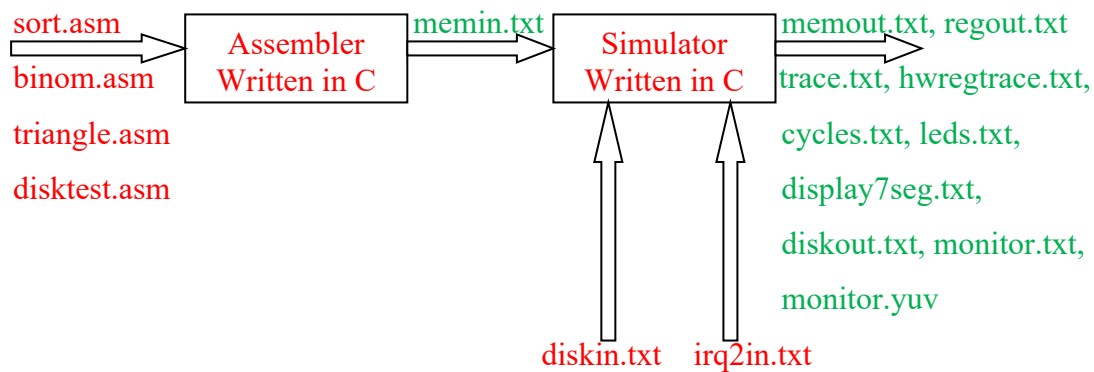 sort.asm
binom.asm
triangle.asm
disktest.asm
Assembler
Written in C
memin.txt
Simulator
Written in C
memout.txt, regout.txt
trace.txt, hwregtrace.txt,
cycles.txt, leds.txt,
display7seg.txt,
diskout.txt, monitor.txt,
monitor.yuv
diskin.txt
irq2in.txt